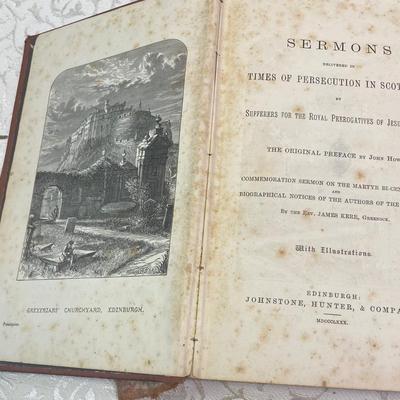 GREYFRIARS' CHURCHYARD, EDINBURGH.
Frontispiece.
SERMONS
DELIVERED IN
TIMES OF PERSECUTION IN SCOT
BY
SUFFERERS FOR THE ROYAL PREROGATIVES OF JESU
THE ORIGINAL PREFACE BY JOHN HOW
COMMEMORATION SERMON ON THE MARTYR BI-CEN
AND
BIOGRAPHICAL NOTICES OF THE AUTHORS OF THE
BY THE REV. JAMES KERR, GREENOCK.
With Illustrations.
EDINBURGH:
JOHNSTONE, HUNTER, & COMPA
MDCCCLXXX.